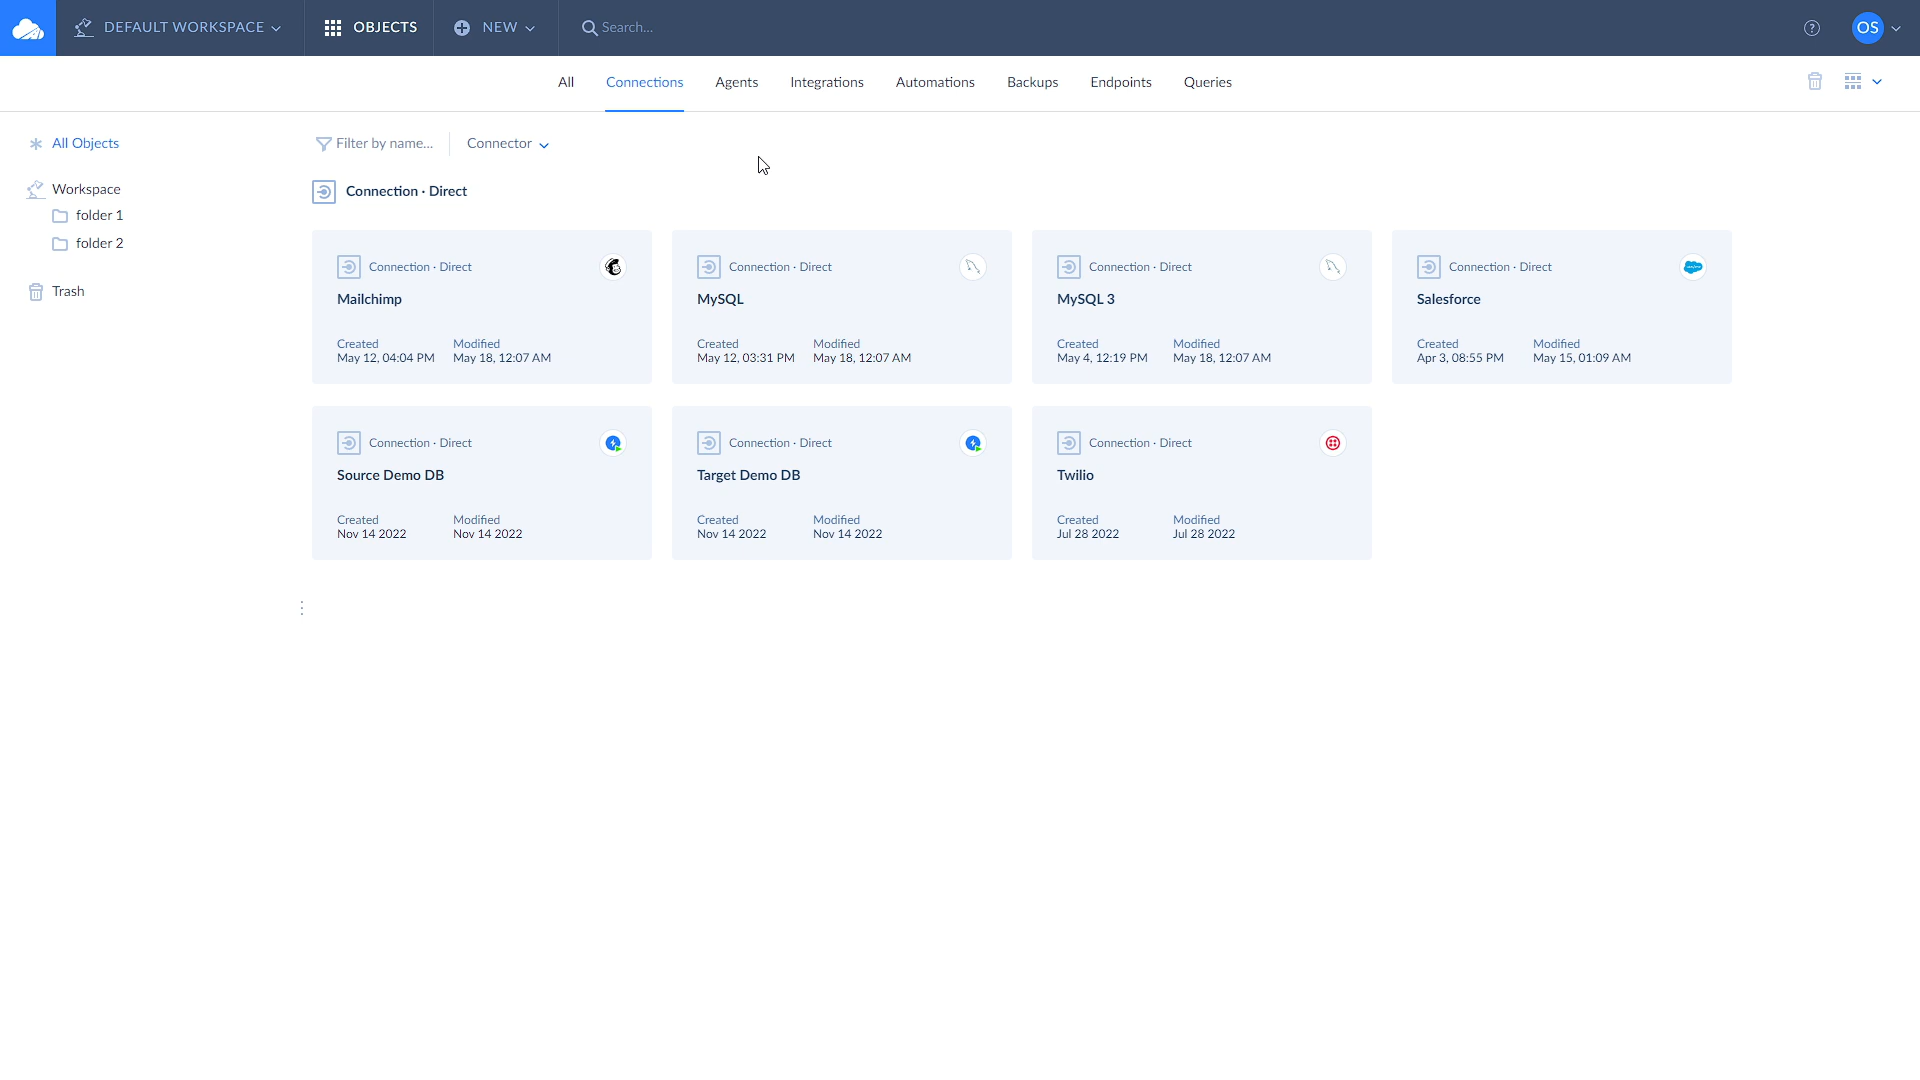 DEFAULT WORKSPACE
OBJECTS
NEW
Search...
OS
All
Connections
Agents
Integrations
Automations
Backups
Endpoints
Queries
All Objects
Workspace
folder 1
folder 2
Trash
Filter by name...
Connector
Connection · Direct
Connection · Direct
Mailchimp
Created Modified
May 12, 04:04 PM May 18, 12:07 AM
Connection · Direct
MySQL
Created Modified
May 12, 03:31 PM May 18, 12:07 AM
Connection · Direct
MySQL 3
Created Modified
May 4, 12:19 PM May 18, 12:07 AM
Connection · Direct
Salesforce
Created Modified
Apr 3, 08:55 PM May 15, 01:09 AM
Connection · Direct
Source Demo DB
Created Modified
Nov 14 2022 Nov 14 2022
Connection · Direct
Target Demo DB
Created Modified
Nov 14 2022 Nov 14 2022
Connection · Direct
Twilio
Created Modified
Jul 28 2022 Jul 28 2022